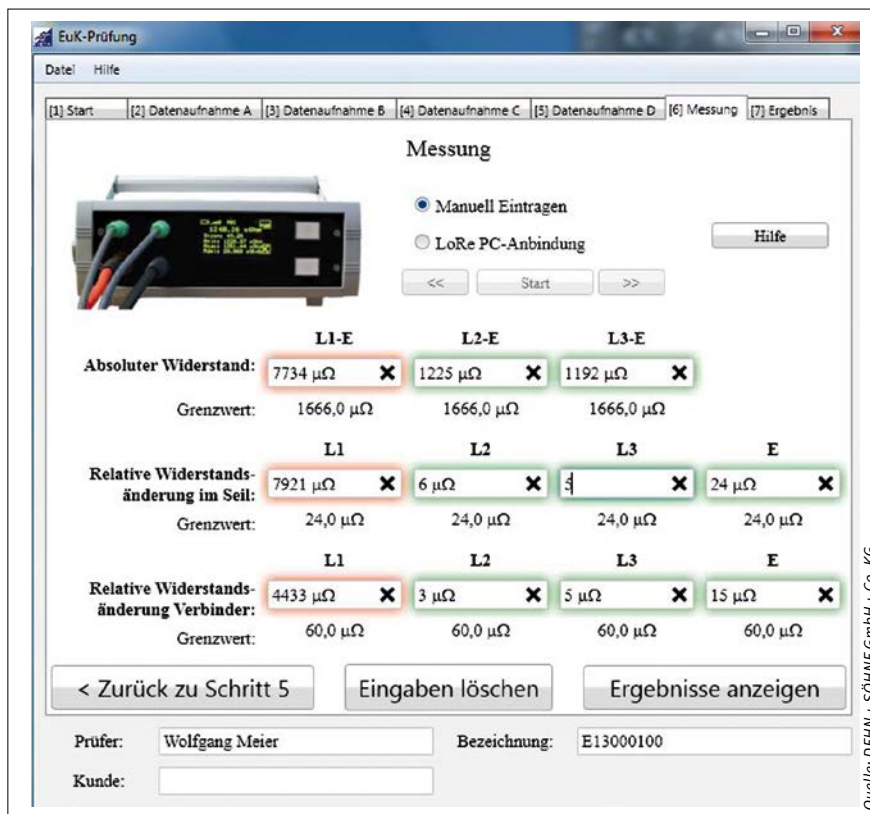 EuK-Prüfung
Datei Hilfe
[1] Start [2] Datenaufnahme A [3] Datenaufnahme B [4] Datenaufnahme C [5] Datenaufnahme D [6] Messung [7] Ergebnis
Messung
Manuell Eintragen
LoRe PC-Anbindung
Hilfe
<< Start >>
L1-E L2-E L3-E
Absoluter Widerstand: 7734 µΩ 1225 µΩ 1192 µΩ
Grenzwert: 1666,0 µΩ 1666,0 µΩ 1666,0 µΩ
L1 L2 L3 E
Relative Widerstands-
änderung im Seil: 7921 µΩ 6 µΩ 5 24 µΩ
Grenzwert: 24,0 µΩ 24,0 µΩ 24,0 µΩ 24,0 µΩ
L1 L2 L3 E
Relative Widerstands-
änderung Verbinder: 4433 µΩ 3 µΩ 5 µΩ 15 µΩ
Grenzwert: 60,0 µΩ 60,0 µΩ 60,0 µΩ 60,0 µΩ
< Zurück zu Schritt 5 Eingaben löschen Ergebnisse anzeigen
Prüfer: Wolfgang Meier Bezeichnung: E13000100
Kunde:
Quelle: DEHN + SÖHNE GmbH + Co. KG